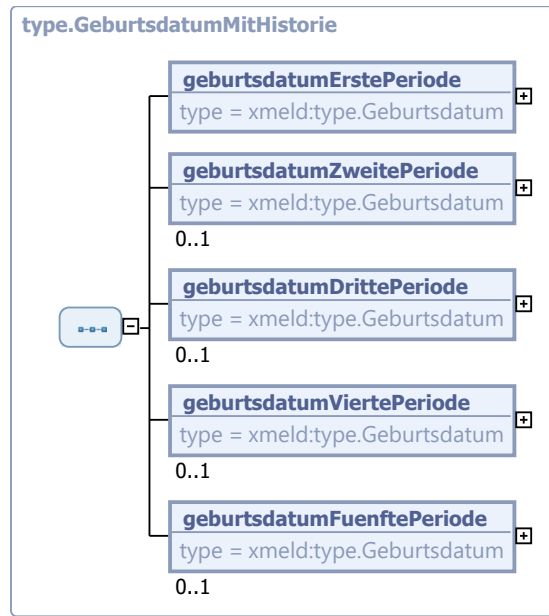 type.GeburtsdatumMitHistorie
geburtsdatumErstePeriode
type = xmeld:type.Geburtsdatum
geburtsdatumZweitePeriode
type = xmeld:type.Geburtsdatum
0..1
geburtsdatumDrittePeriode
type = xmeld:type.Geburtsdatum
0..1
geburtsdatumViertePeriode
type = xmeld:type.Geburtsdatum
0..1
geburtsdatumFuenftePeriode
type = xmeld:type.Geburtsdatum
0..1